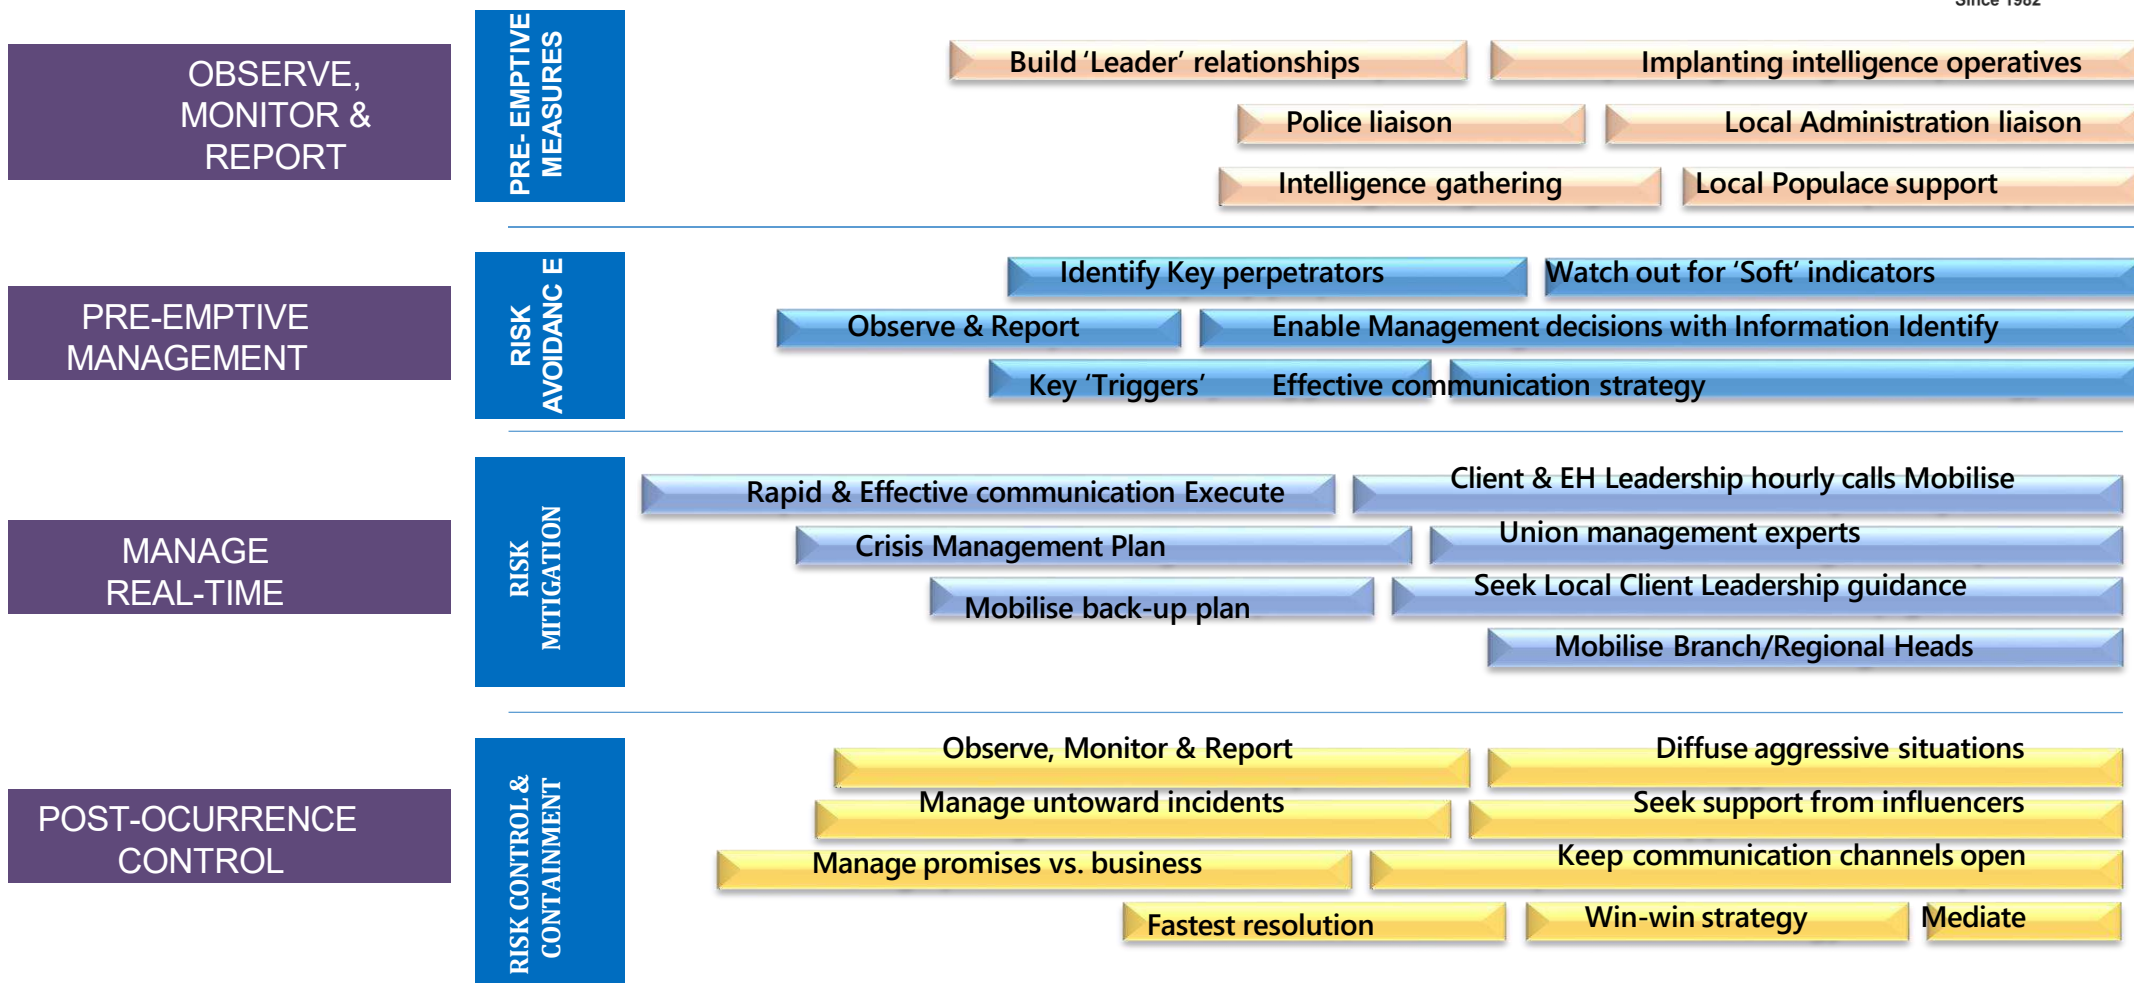 Since 1982
OBSERVE,
MONITOR &
REPORT
PRE- EMPTIVE
MEASURES
Build ‘Leader’ relationships
Implanting intelligence operatives
Police liaison
Local Administration liaison
Intelligence gathering
Local Populace support
PRE-EMPTIVE
MANAGEMENT
RISK
AVOIDANC E
Identify Key perpetrators
Watch out for ‘Soft’ indicators
Observe & Report
Enable Management decisions with Information Identify
Key ‘Triggers’
Effective communication strategy
MANAGE
REAL-TIME
RISK
MITIGATION
Rapid & Effective communication Execute
Client & EH Leadership hourly calls Mobilise
Crisis Management Plan
Union management experts
Mobilise back-up plan
Seek Local Client Leadership guidance
Mobilise Branch/Regional Heads
POST-OCURRENCE
CONTROL
RISK CONTROL &
CONTAINMENT
Observe, Monitor & Report
Diffuse aggressive situations
Manage untoward incidents
Seek support from influencers
Manage promises vs. business
Keep communication channels open
Fastest resolution
Win-win strategy
Mediate